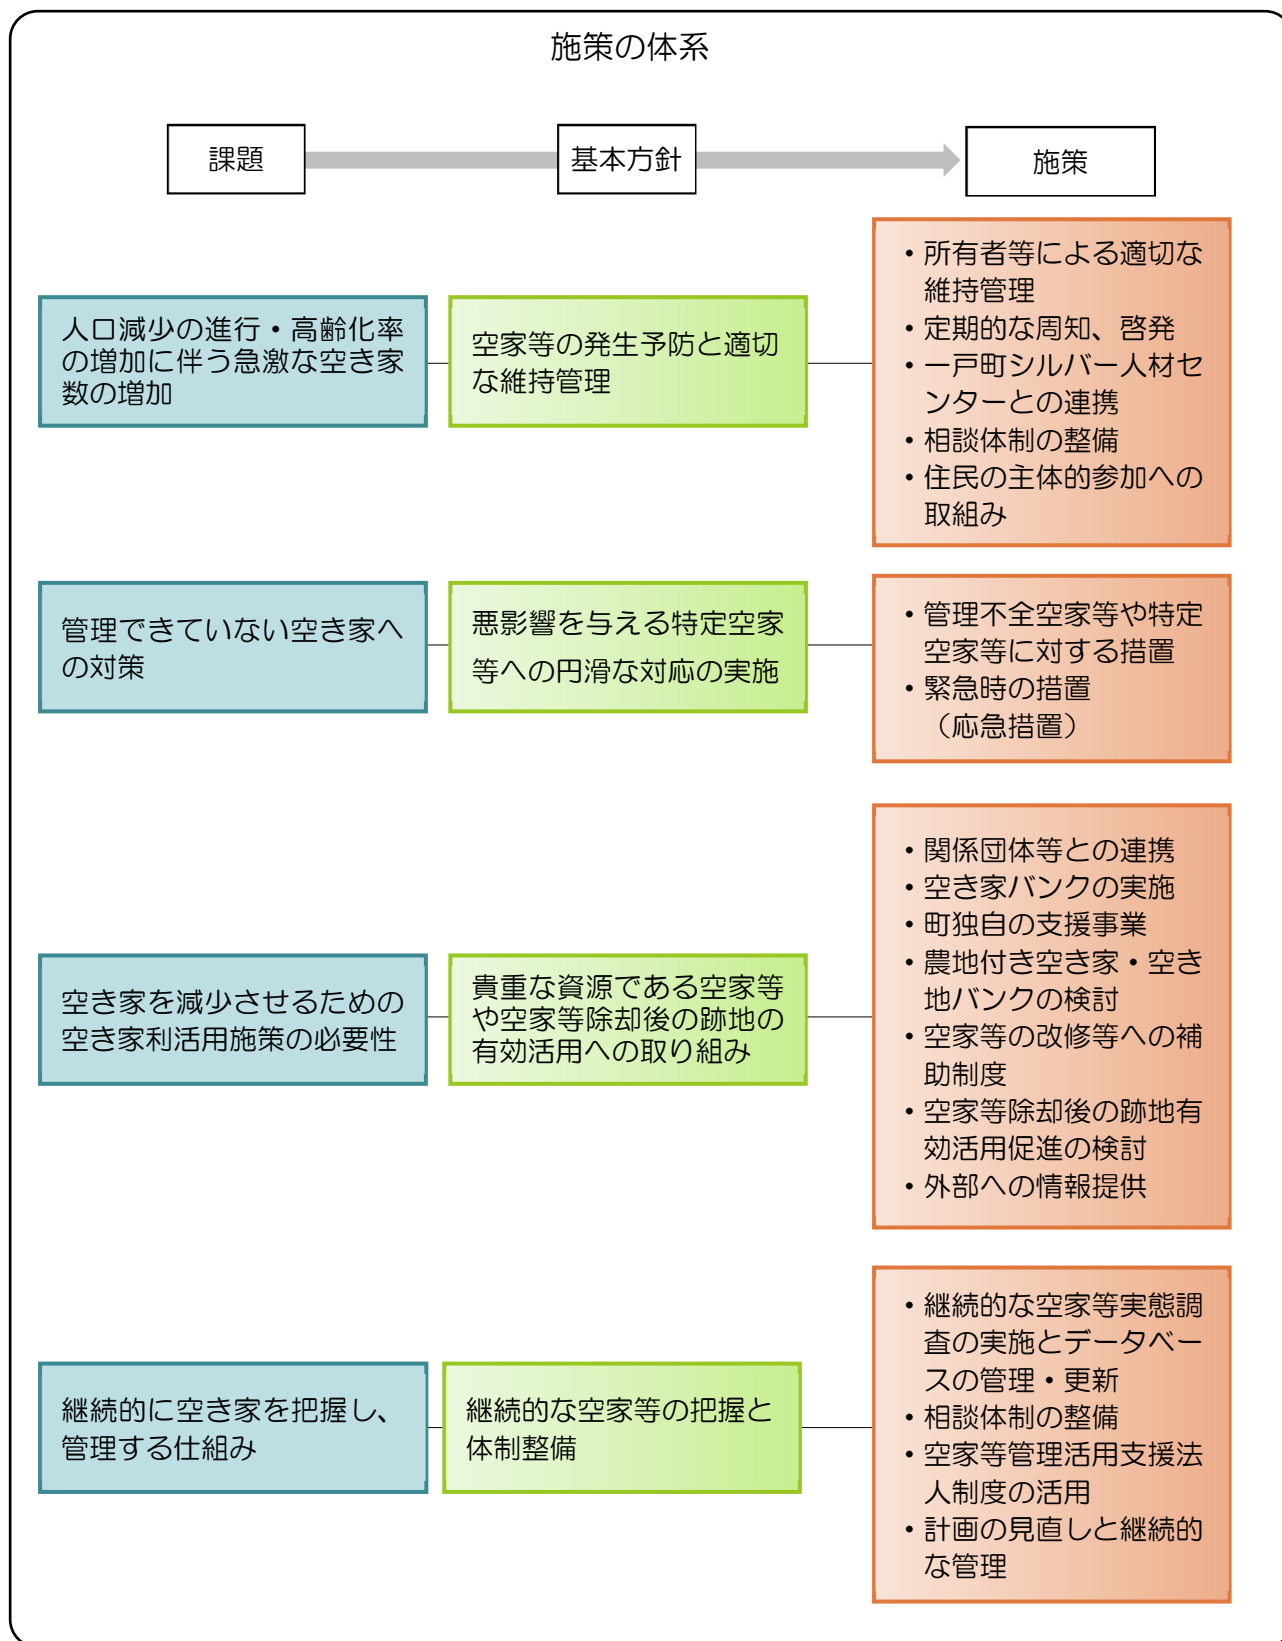 施策の体系
課題
基本方針
施策
人口減少の進行・高齢化率
の増加に伴う急激な空き家
数の増加
空家等の発生予防と適切
な維持管理
・所有者等による適切な
維持管理
・定期的な周知、啓発
・一戸町シルバー人材セ
ンターとの連携
・相談体制の整備
・住民の主体的参加への
取組み
管理できていない空き家へ
の対策
悪影響を与える特定空家
等への円滑な対応の実施
・管理不全空家等や特定
空家等に対する措置
・緊急時の措置
（応急措置）
空き家を減少させるための
空き家利活用施策の必要性
貴重な資源である空家等
や空家等除却後の跡地の
有効活用への取り組み
・関係団体等との連携
・空き家バンクの実施
・町独自の支援事業
・農地付き空き家・空き
地バンクの検討
・空家等の改修等への補
助制度
・空家等除却後の跡地有
効活用促進の検討
・外部への情報提供
継続的に空き家を把握し、
管理する仕組み
継続的な空家等の把握と
体制整備
・継続的な空家等実態調
査の実施とデータベー
スの管理・更新
・相談体制の整備
・空家等管理活用支援法
人制度の活用
・計画の見直しと継続的
な管理